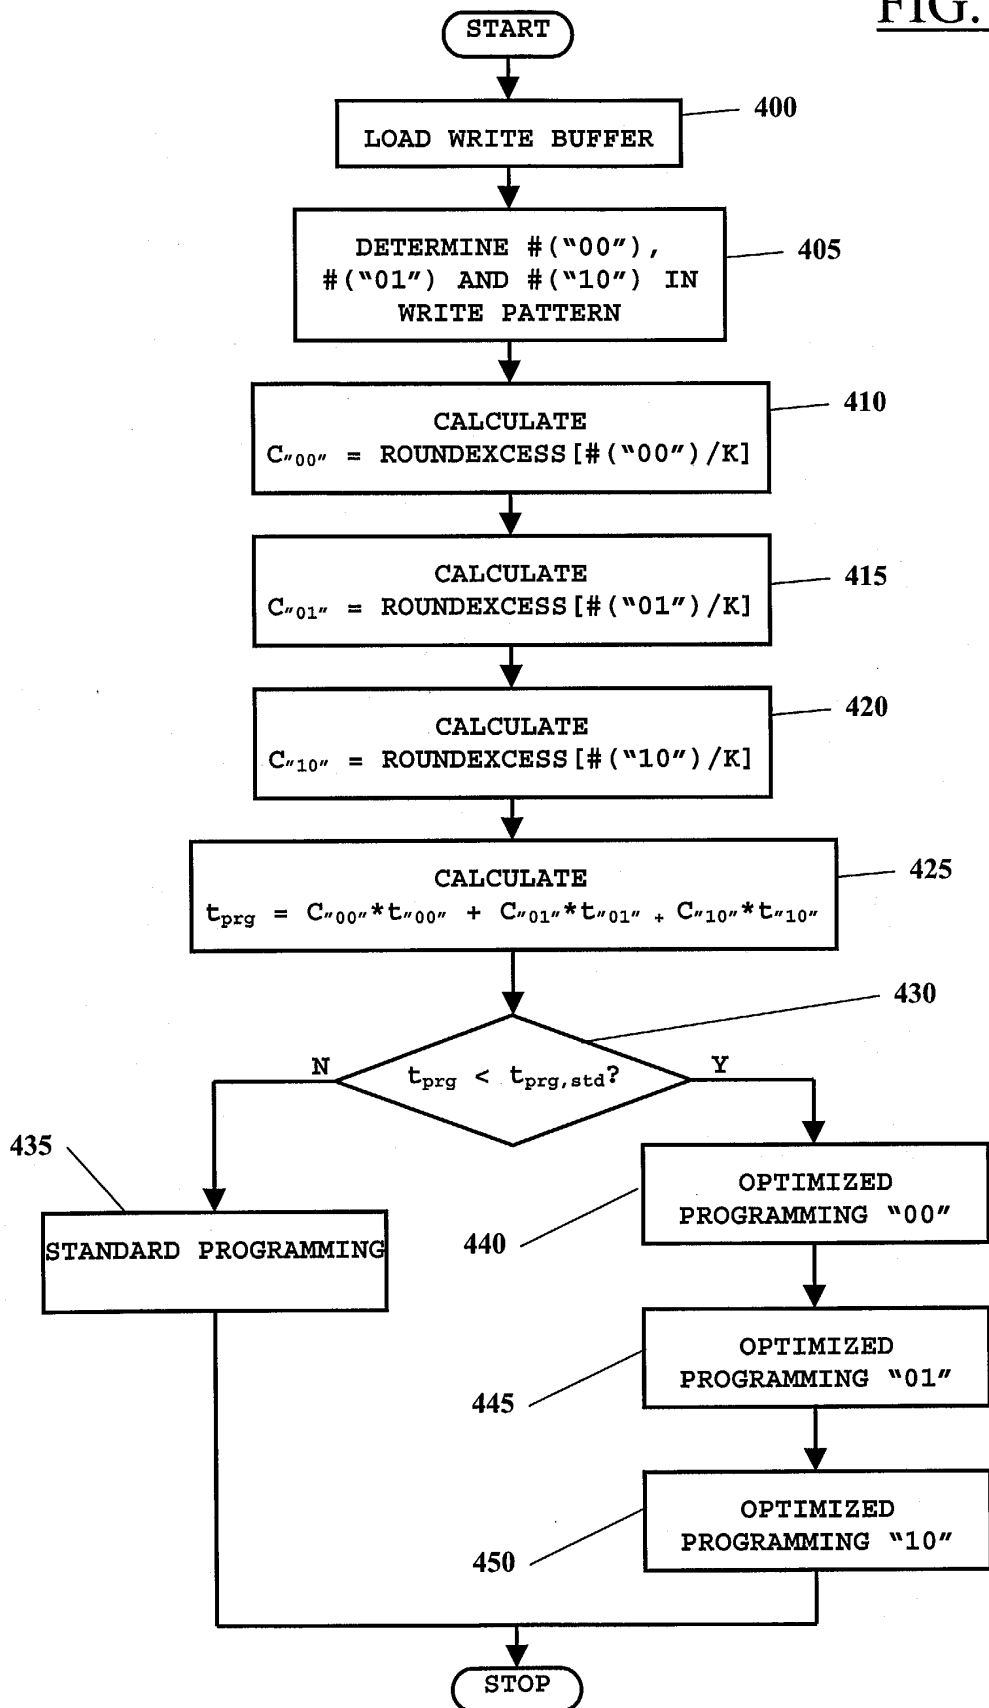 FIG.
START
400
LOAD WRITE BUFFER
405
DETERMINE #("00"),
#("01") AND #("10") IN
WRITE PATTERN
410
CALCULATE
C"00" = ROUNDEXCESS[#("00")/K]
415
CALCULATE
C"01" = ROUNDEXCESS[#("01")/K]
420
CALCULATE
C"10" = ROUNDEXCESS[#("10")/K]
425
CALCULATE
tprg = C"00"*t"00" + C"01"*t"01" + C"10"*t"10"
430
N
tprg < tprg,std?
Y
435
STANDARD PROGRAMMING
OPTIMIZED
PROGRAMMING "00"
440
OPTIMIZED
PROGRAMMING "01"
445
OPTIMIZED
PROGRAMMING "10"
450
STOP